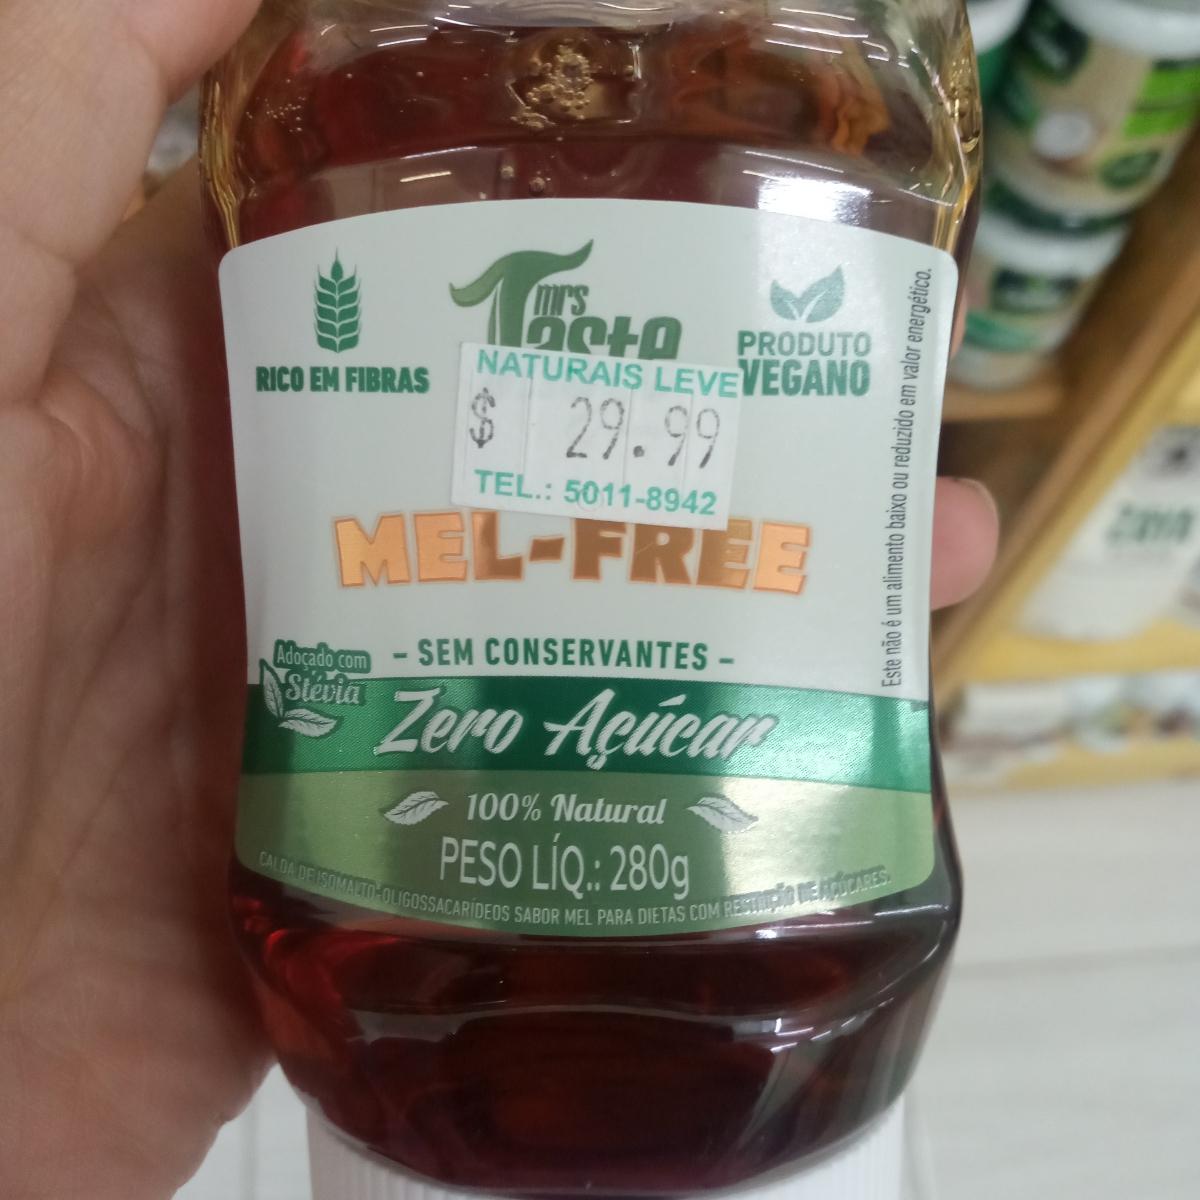 RICO EM FIBRAS
mrs
Taste
PRODUTO
VEGANO
NATURAIS LEVE
$ 29.99
TEL.: 5011-8942
MEL-FREE
- SEM CONSERVANTES -
Adoçado com
Stévia
Zero Açúcar
100% Natural
PESO LÍQ.: 280g
CALDA DE ISOMALTO-OLIGOSSACARÍDEOS SABOR MEL PARA DIETAS COM RESTRIÇÃO DE AÇÚCARES.
Este não é um alimento baixo ou reduzido em valor energético.